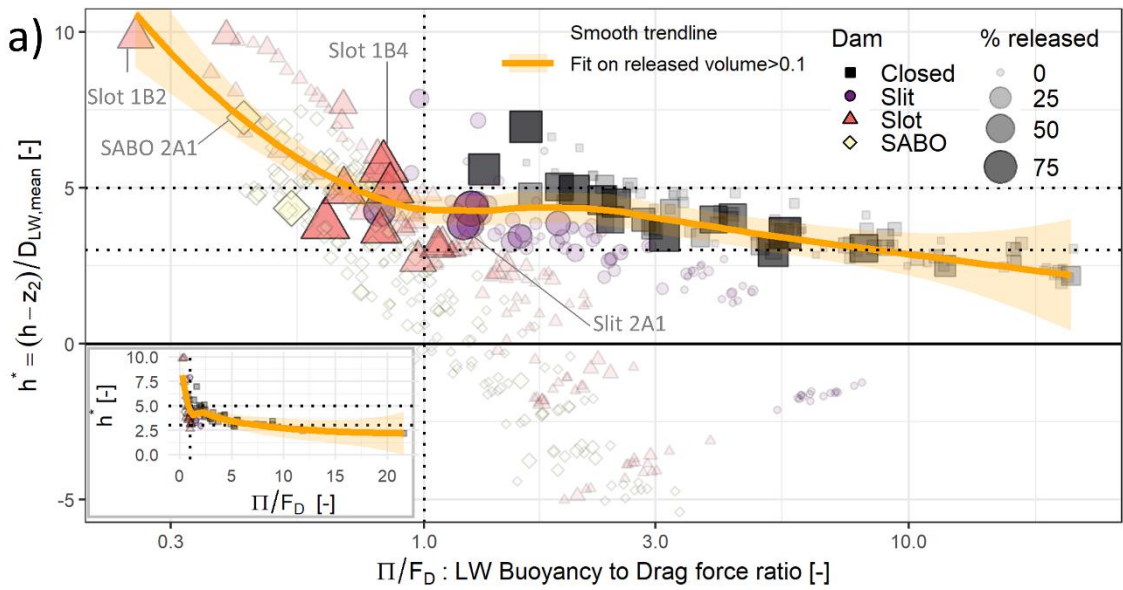 a)
Smooth trendline
Fit on released volume>0.1
Dam
Closed
Slit
Slot
SABO
% released
0
25
50
75
Slot 1B2
SABO 2A1
Slot 1B4
Slit 2A1
h* = (h − z₂)/D_LW,mean [-]
10
5
0
-5
h* [-]
10.0
7.5
5.0
2.5
0.0
0 5 10 15 20
Π/F_D [-]
0.3 1.0 3.0 10.0
Π/F_D : LW Buoyancy to Drag force ratio [-]